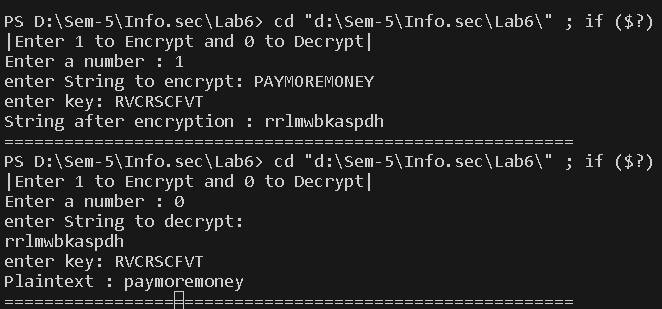 PS D:\Sem-5\Info.sec\Lab6> cd "d:\Sem-5\Info.sec\Lab6\" ; if ($?)
|Enter 1 to Encrypt and 0 to Decrypt|
Enter a number : 1
enter String to encrypt: PAYMOREMONEY
enter key: RVCRSCFVT
String after encryption : rrlmwbkaspdh
=========================================================
PS D:\Sem-5\Info.sec\Lab6> cd "d:\Sem-5\Info.sec\Lab6\" ; if ($?)
|Enter 1 to Encrypt and 0 to Decrypt|
Enter a number : 0
enter String to decrypt:
rrlmwbkaspdh
enter key: RVCRSCFVT
Plaintext : paymoremoney
=========================================================